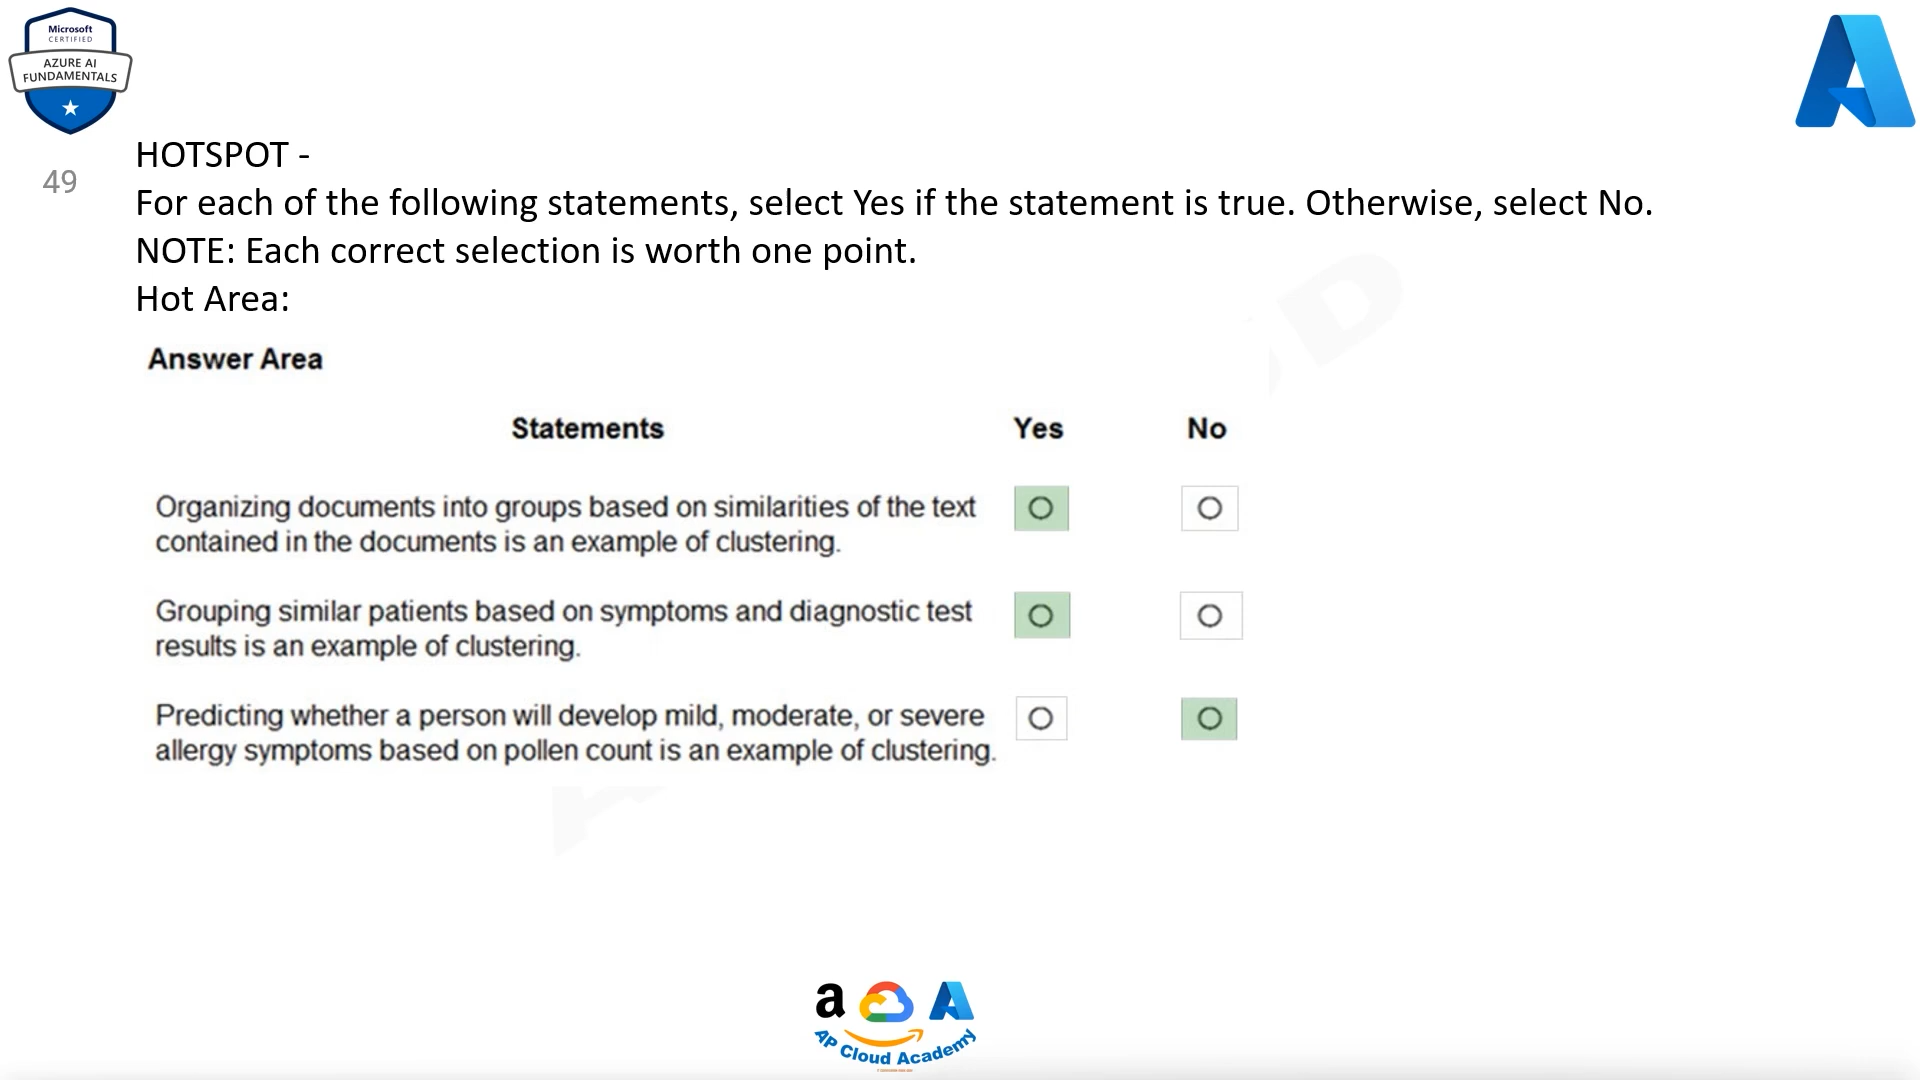 Microsoft
CERTIFIED
AZURE AI
FUNDAMENTALS
49
HOTSPOT -
For each of the following statements, select Yes if the statement is true. Otherwise, select No.
NOTE: Each correct selection is worth one point.
Hot Area:
Answer Area
Statements Yes No
Organizing documents into groups based on similarities of the text
contained in the documents is an example of clustering.
Grouping similar patients based on symptoms and diagnostic test
results is an example of clustering.
Predicting whether a person will develop mild, moderate, or severe
allergy symptoms based on pollen count is an example of clustering.
a
AP Cloud Academy